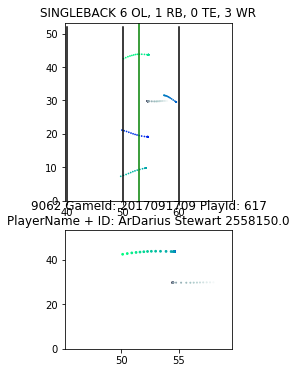 SINGLEBACK 6 OL, 1 RB, 0 TE, 3 WR
50
40
30
20
10
0
40 50 60
9062 GameId: 2017091709 PlayId: 617
PlayerName + ID: ArDarius Stewart 2558150.0
40
20
0
50 55